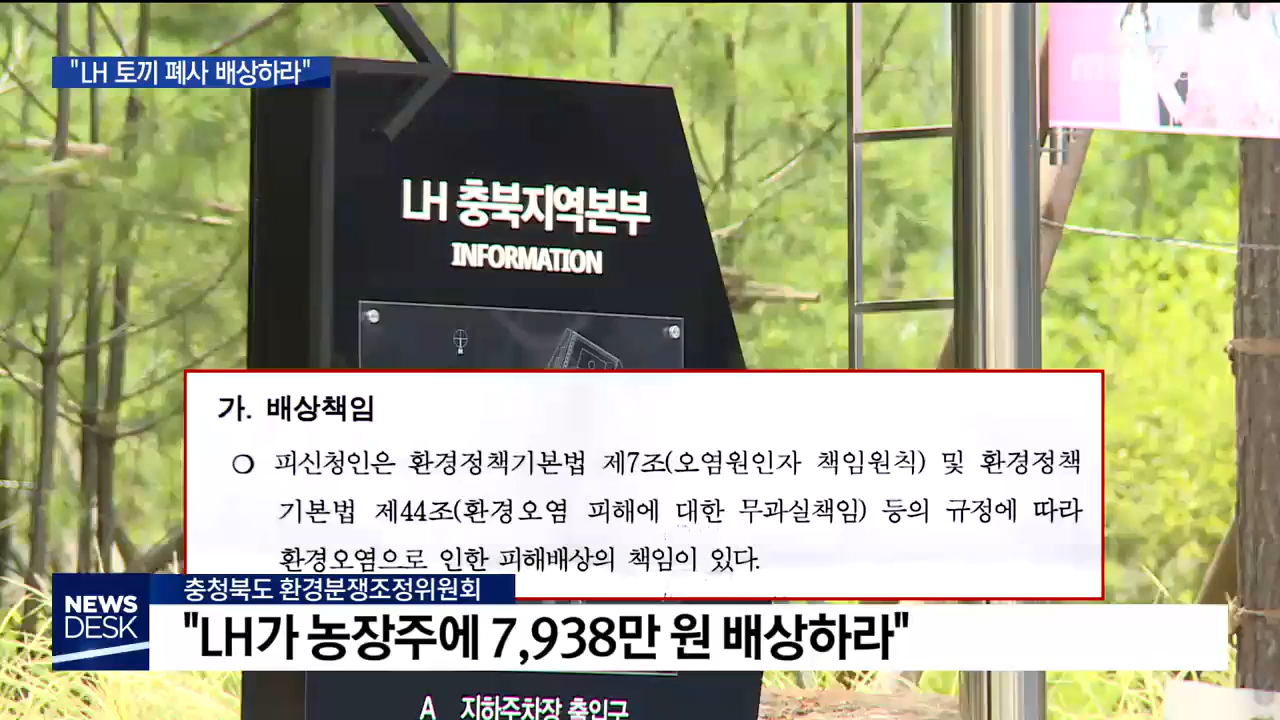 "LH 토끼 폐사 배상하라"
LH 충북지역본부
INFORMATION
가. 배상책임
❍ 피신청인은 환경정책기본법 제7조(오염원인자 책임원칙) 및 환경정책
기본법 제44조(환경오염 피해에 대한 무과실책임) 등의 규정에 따라
환경오염으로 인한 피해배상의 책임이 있다.
충청북도 환경분쟁조정위원회
NEWS
DESK
"LH가 농장주에 7,938만 원 배상하라"
A 지하주차장 출입구